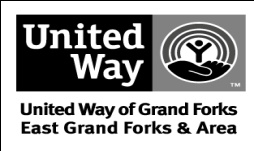 United
Way
TM
United Way of Grand Forks
East Grand Forks & Area